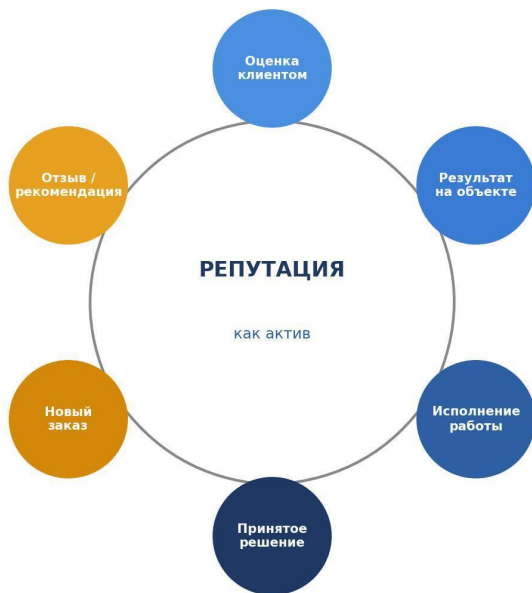 Оценка
клиентом
Отзыв /
рекомендация
Результат
на объекте
РЕПУТАЦИЯ
как актив
Новый
заказ
Исполнение
работы
Принятое
решение